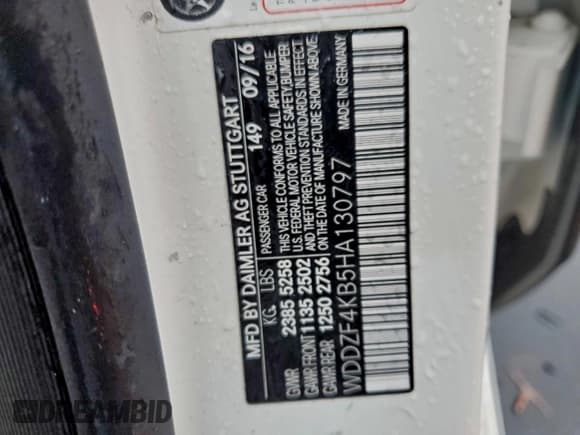 MFD BY DAIMLER AG STUTTGART
149 09/16
KG LBS PASSENGER CAR
GVWR 2385 5258 THIS VEHICLE CONFORMS TO ALL APPLICABLE
GAWR FRONT 1135 2502 U.S. FEDERAL MOTOR VEHICLE SAFETY, BUMPER
GAWR REAR 1250 2756 AND THEFT PREVENTION STANDARDS IN EFFECT
ON THE DATE OF MANUFACTURE SHOWN ABOVE.
WDDZF4KB5HA130797 MADE IN GERMANY
DREAMBID